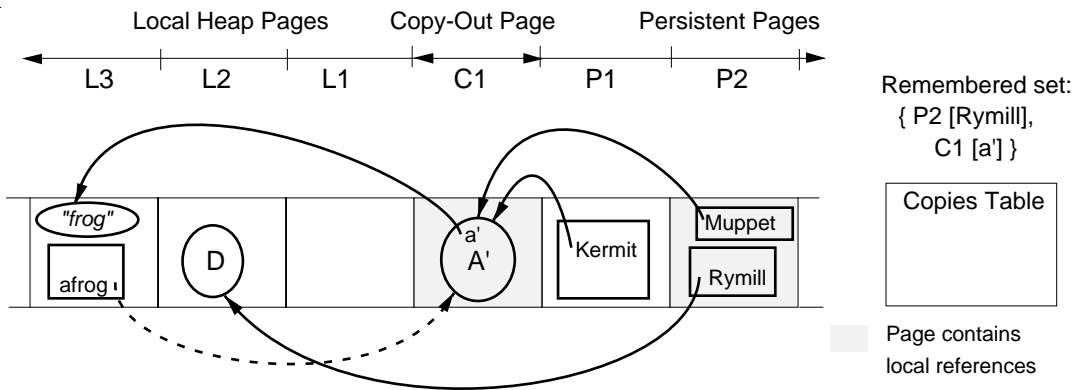 Local Heap Pages Copy-Out Page Persistent Pages
L3 L2 L1 C1 P1 P2
Remembered set:
{ P2 [Rymill],
C1 [a'] }
"frog"
afrog
D
a'
A'
Kermit
Muppet
Rymill
Copies Table
Page contains
local references